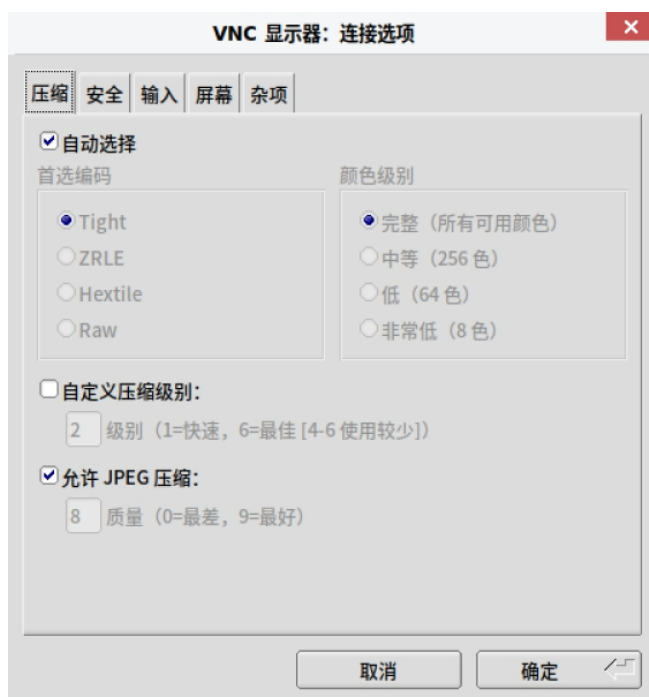 VNC 显示器：连接选项
压缩 安全 输入 屏幕 杂项
自动选择
首选编码
Tight
ZRLE
Hextile
Raw
颜色级别
完整（所有可用颜色）
中等（256 色）
低（64 色）
非常低（8 色）
自定义压缩级别：
2 级别（1=快速，6=最佳 [4-6 使用较少]）
允许 JPEG 压缩：
8 质量（0=最差，9=最好）
取消 确定